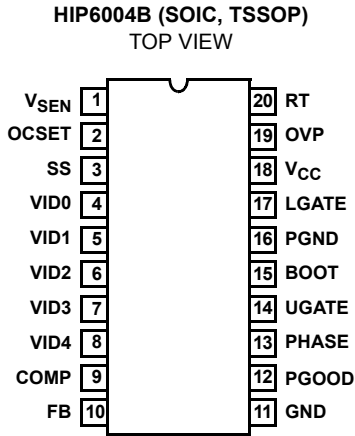 HIP6004B (SOIC, TSSOP)
TOP VIEW
VSEN 1 20 RT
OCSET 2 19 OVP
SS 3 18 VCC
VID0 4 17 LGATE
VID1 5 16 PGND
VID2 6 15 BOOT
VID3 7 14 UGATE
VID4 8 13 PHASE
COMP 9 12 PGOOD
FB 10 11 GND